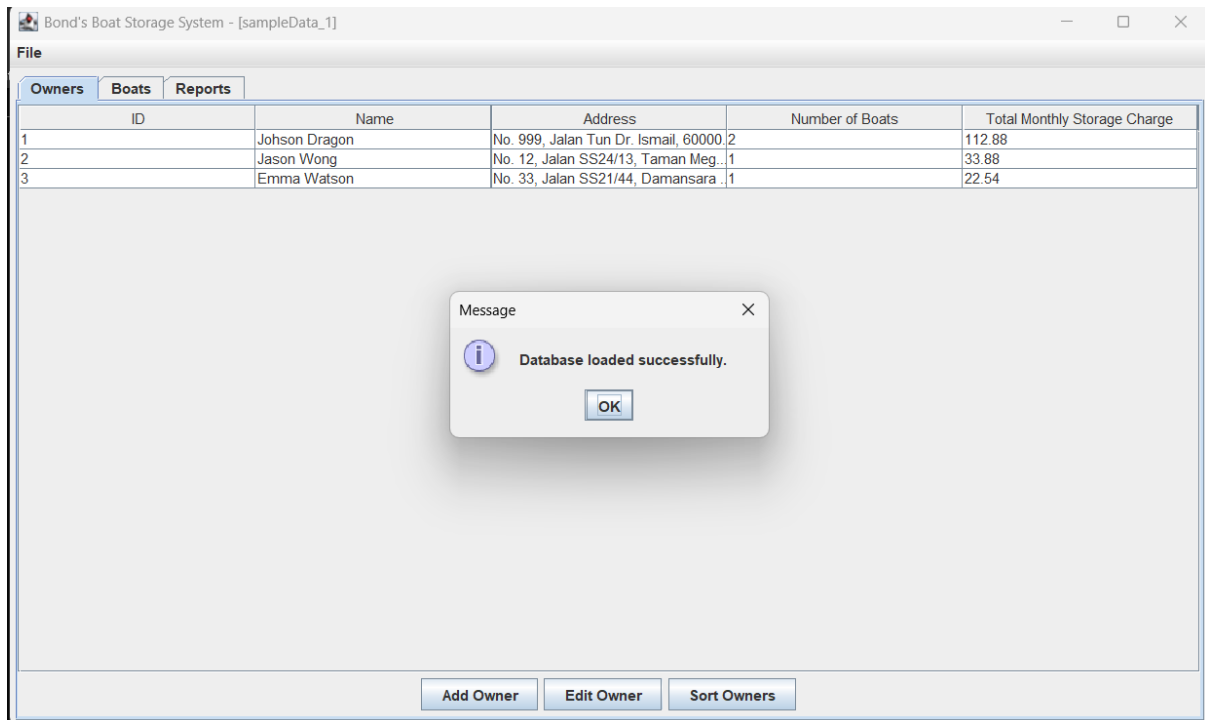 Bond's Boat Storage System - [sampleData_1]
File
Owners Boats Reports
ID Name Address Number of Boats Total Monthly Storage Charge
1 Johson Dragon No. 999, Jalan Tun Dr. Ismail, 60000. 2 112.88
2 Jason Wong No. 12, Jalan SS24/13, Taman Meg... 1 33.88
3 Emma Watson No. 33, Jalan SS21/44, Damansara ... 1 22.54
Message
i Database loaded successfully.
OK
Add Owner Edit Owner Sort Owners